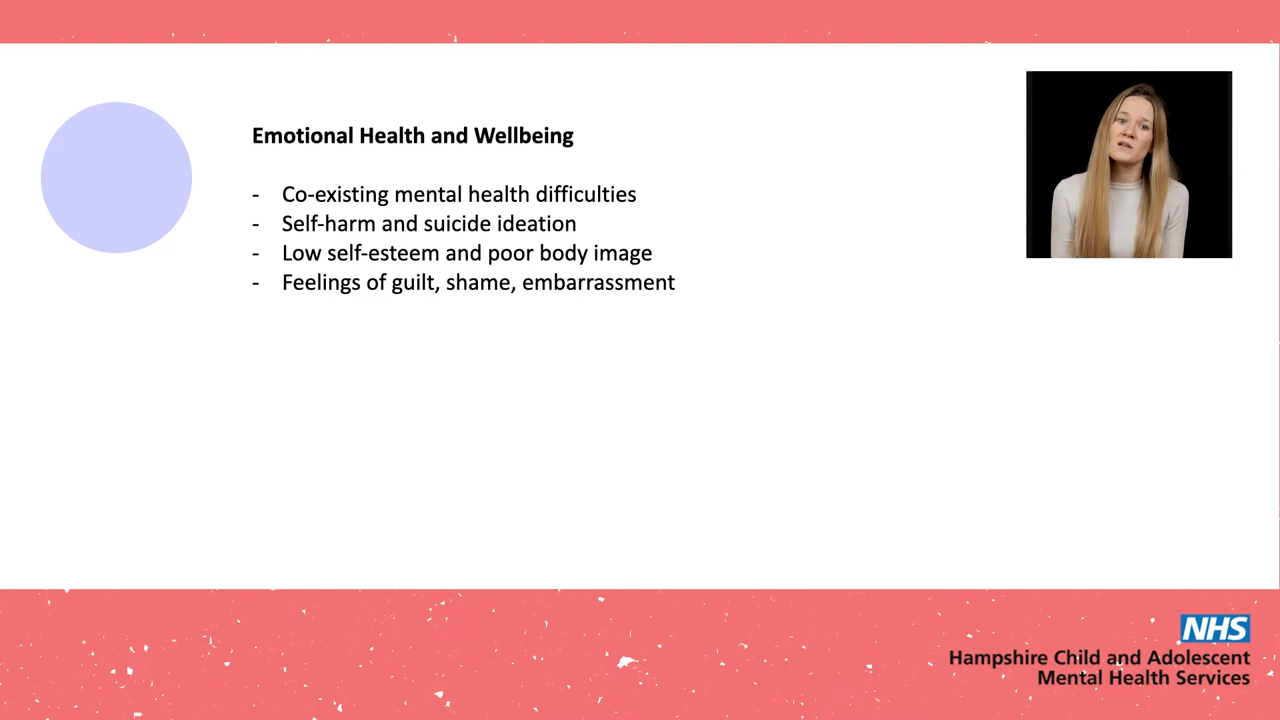 Emotional Health and Wellbeing
- Co-existing mental health difficulties
- Self-harm and suicide ideation
- Low self-esteem and poor body image
- Feelings of guilt, shame, embarrassment
NHS
Hampshire Child and Adolescent
Mental Health Services